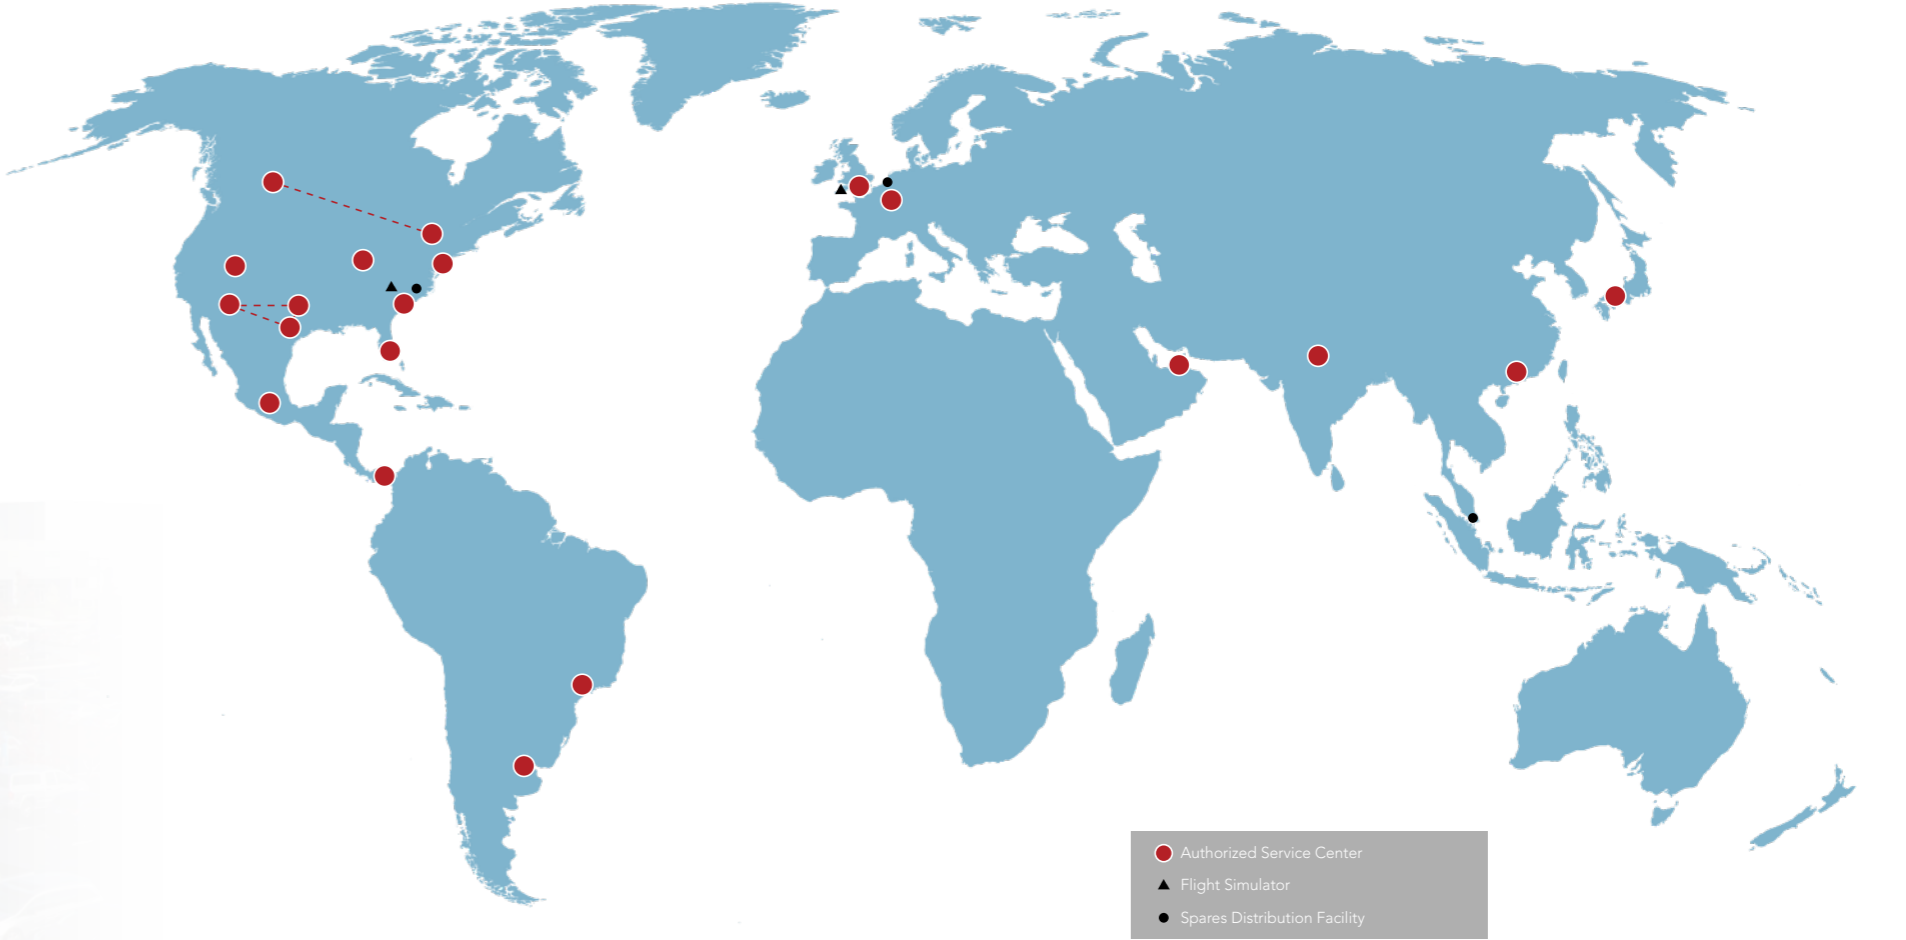 Authorized Service Center
Flight Simulator
Spares Distribution Facility